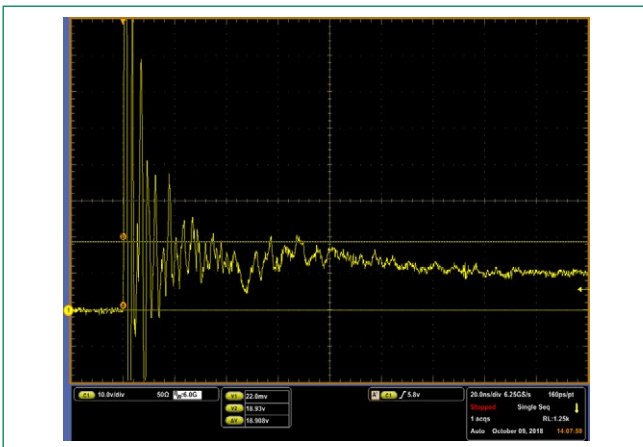 1
b
a
C1 10.0v/div 50Ω 6.0G
V1 22.0mv
V2 18.93v
ΔV 18.908v
A' C1 5.8v
20.0ns/div 6.25GS/s 160ps/pt
Stopped Single Seq
1 acqs RL:1.25k
Auto October 09, 2018 14:07:59